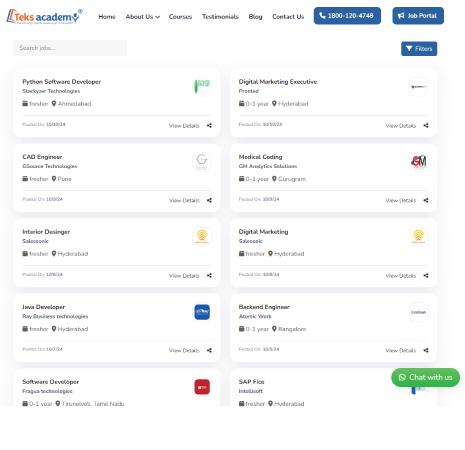 Teks academy
Home About Us Courses Testimonials Blog Contact Us 1800-120-4748 Job Portal
Search jobs...
Filters
Python Software Developer
Stackyzer Technologies
fresher Ahmedabad
Posted On: 10/10/24 View Details
Digital Marketing Executive
Pronted
0-1 year Hyderabad
Posted On: 10/10/24 View Details
CAD Engineer
GSource Technologies
fresher Pune
Posted On: 10/9/24 View Details
Medical Coding
GM Analytics Solutions
0-1 year Gurugram
Posted On: 10/9/24 View Details
Interior Desinger
Salessonic
fresher Hyderabad
Posted On: 10/8/24 View Details
Digital Marketing
Salesonic
fresher Hyderabad
Posted On: 10/8/24 View Details
Java Developer
Ray Business technologies
fresher Hyderabad
Posted On: 10/7/24 View Details
Backend Engineer
Atomic Work
0-1 year Bangalore
Posted On: 10/5/24 View Details
Software Developer
Fragua technologies
0-1 year Tirunelveli, Tamil Nadu
SAP Fico
Intellisoft
fresher Hyderabad
Chat with us